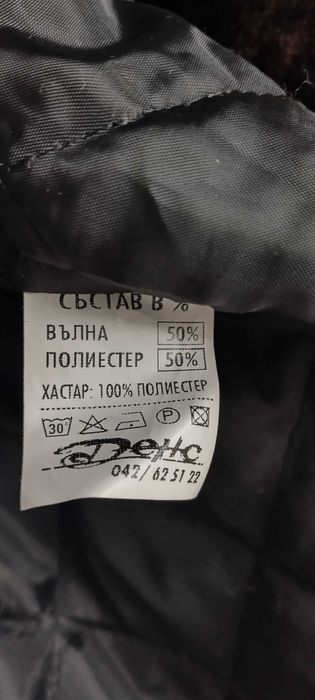 СЪСТАВ В %
ВЪЛНА 50%
ПОЛИЕСТЕР 50%
ХАСТАР: 100% ПОЛИЕСТЕР
30° P
Денс
042/ 62 51 22